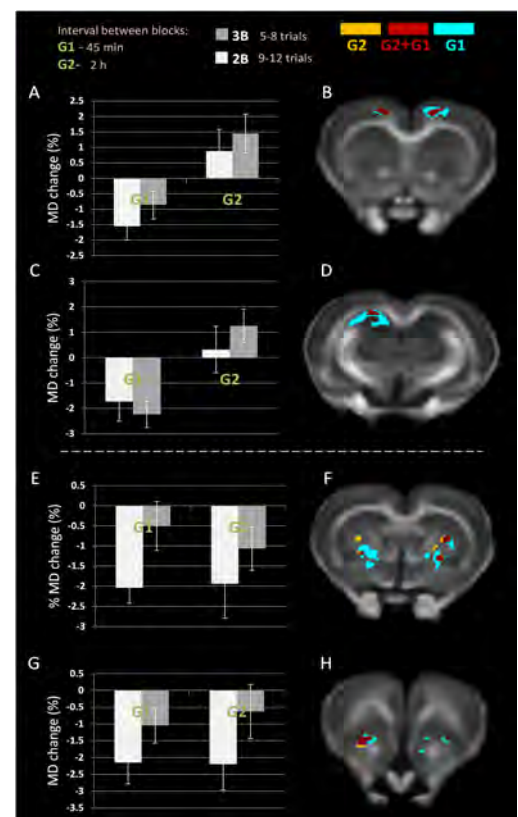 Interval between blocks:
G1 - 45 min
G2- 2 h
3B 5-8 trials
2B 9-12 trials
G2 G2+G1 G1
A
MD change (%)
2.5
2
1.5
1
0.5
0
-0.5
-1
-1.5
-2
-2.5
G1
G2
B
C
MD change (%)
3
2
1
0
-1
-2
-3
G1
G2
D
E
% MD change (%)
0.5
0
-0.5
-1
-1.5
-2
-2.5
-3
G1
G2
F
G
MD change (%)
0
-0.5
-1
-1.5
-2
-2.5
-3
-3.5
G1
G2
H